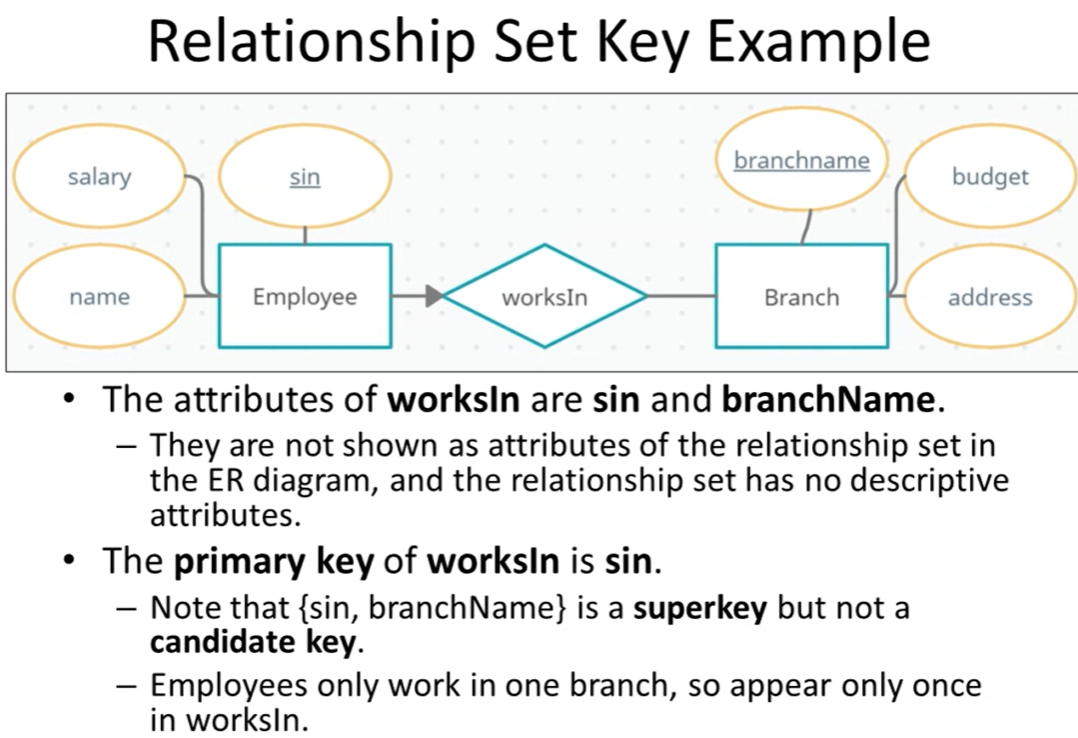 Relationship Set Key Example
branchname
salary
sin
budget
name
Employee
worksIn
Branch
address
• The attributes of worksIn are sin and branchName.
– They are not shown as attributes of the relationship set in
the ER diagram, and the relationship set has no descriptive
attributes.
• The primary key of worksIn is sin.
– Note that {sin, branchName} is a superkey but not a
candidate key.
– Employees only work in one branch, so appear only once
in worksIn.